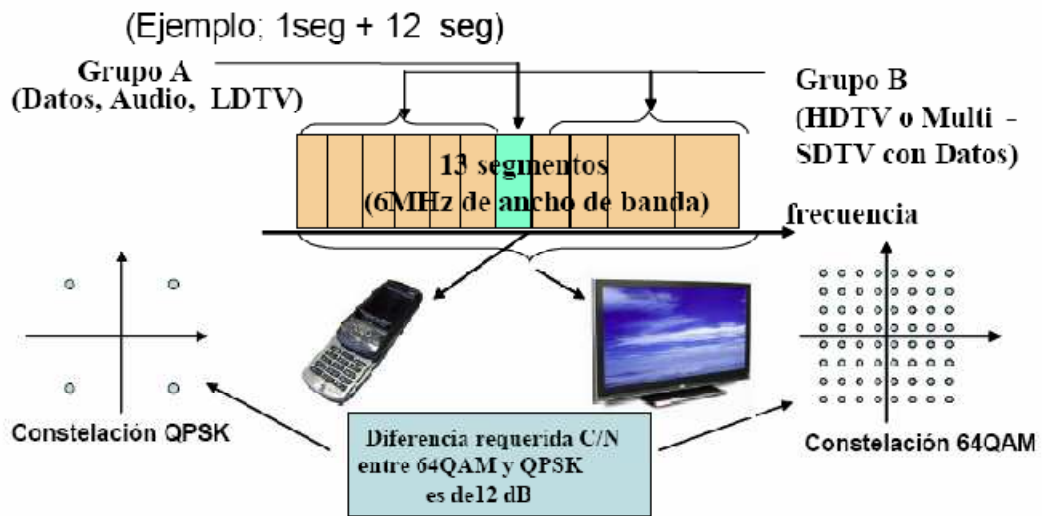 (Ejemplo; 1seg + 12 seg)
Grupo A
(Datos, Audio, LDTV)
Grupo B
(HDTV o Multi -
SDTV con Datos)
13 segmentos
(6MHz de ancho de banda)
frecuencia
Constelación QPSK
Diferencia requerida C/N
entre 64QAM y QPSK
es de12 dB
Constelación 64QAM